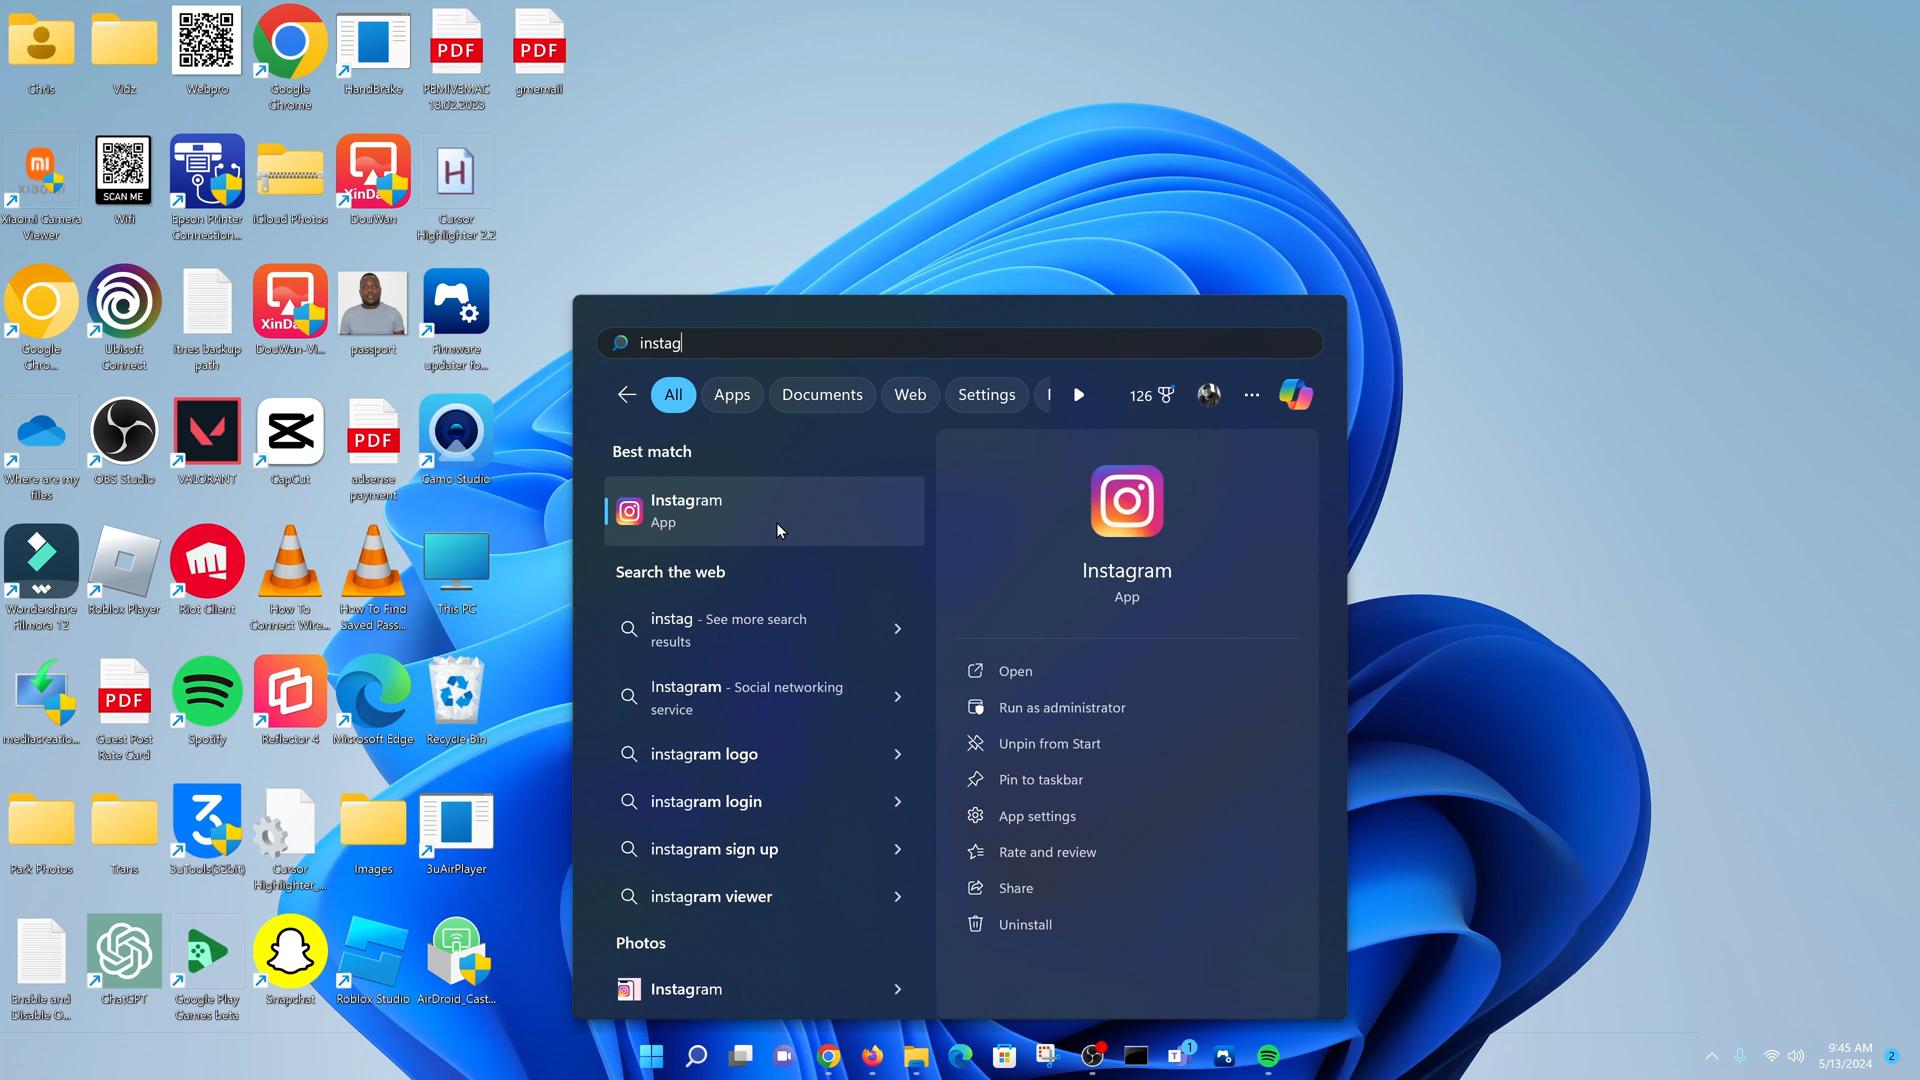 Chris
Vidz
Webpro
Google
Chrome
HandBrake
PDF
PBMIVEMAC
18.02.2023
PDF
gmemail
Xiaomi Camera
Viewer
SCAN ME
Wifi
Epson Printer
Connection...
iCloud Photos
DouWan
H
Cursor
Highlighter 2.2
Google
Chro...
Ubisoft
Connect
itnes backup
path
DouWan-Vi...
passport
Firmware
updater fo...
Where are my
files
OBS Studio
VALORANT
CapCut
PDF
adsense
payment
Camo Studio
Wondershare
Filmora 12
Roblox Player
Riot Client
How To
Connect Wire...
How To Find
Saved Pass...
This PC
mediacreatio...
PDF
Guest Post
Rate Card
Spotify
Reflector 4
Microsoft Edge
Recycle Bin
Park Photos
Trans
3uTools(32bit)
Cursor
Highlighter_...
Images
3uAirPlayer
Enable and
Disable O...
ChatGPT
Google Play
Games beta
Snapchat
Roblox Studio
AirDroid_Cast...
instag
All
Apps
Documents
Web
Settings
126
Best match
Instagram
App
Search the web
instag - See more search
results
Instagram - Social networking
service
instagram logo
instagram login
instagram sign up
instagram viewer
Photos
Instagram
Instagram
App
Open
Run as administrator
Unpin from Start
Pin to taskbar
App settings
Rate and review
Share
Uninstall
1
9:45 AM
5/13/2024
2